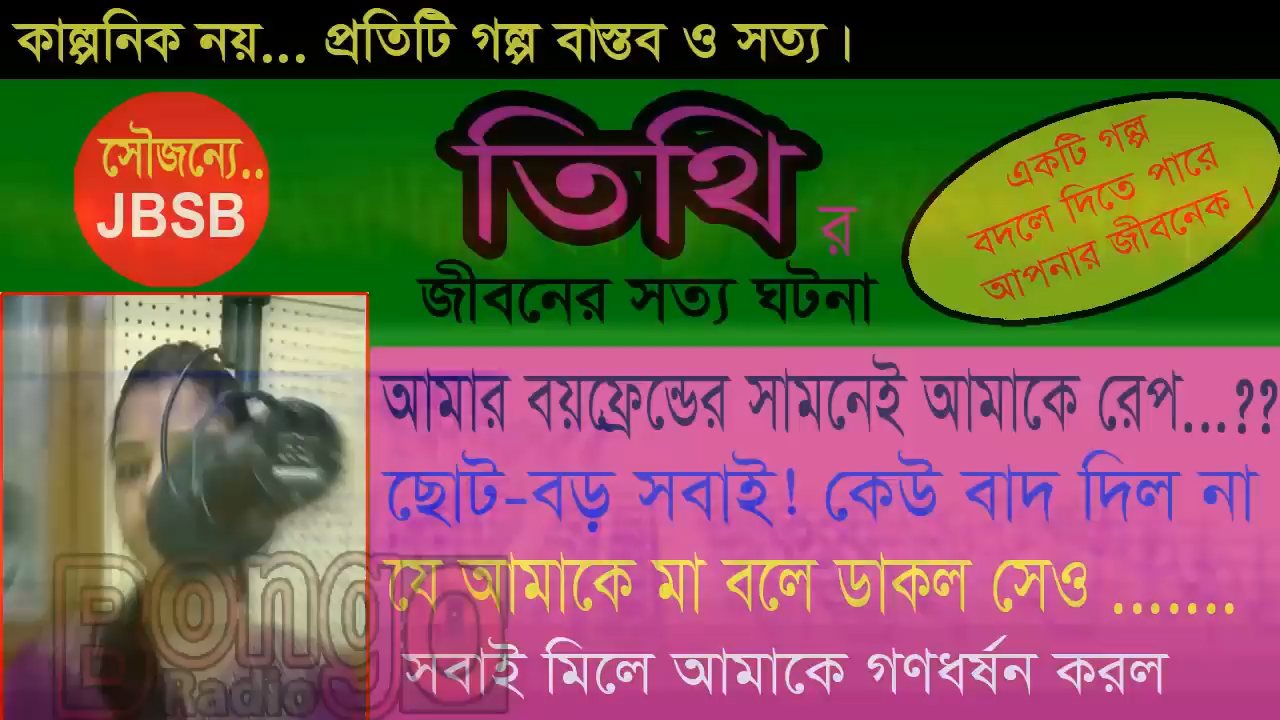 কাল্পনিক নয়... প্রতিটি গল্প বাস্তব ও সত্য।
সৌজন্যে..
JBSB
তিথি র
জীবনের সত্য ঘটনা
একটি গল্প
বদলে দিতে পারে
আপনার জীবনেক।
আমার বয়ফ্রেন্ডের সামনেই আমাকে রেপ...??
ছোট-বড় সবাই! কেউ বাদ দিল না
যে আমাকে মা বলে ডাকল সেও .......
সবাই মিলে আমাকে গণধর্ষন করল
Bongo
Radio